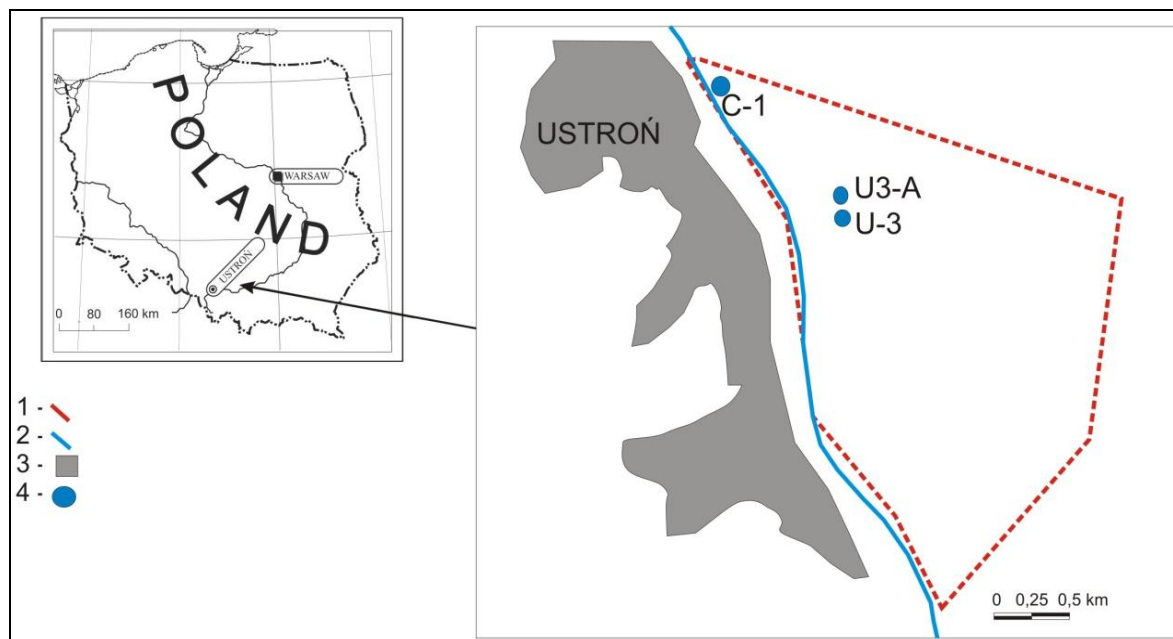 POLAND
WARSAW
USTROŃ
0 80 160 km
1 -
2 -
3 -
4 -
USTROŃ
C-1
U3-A
U-3
0 0,25 0,5 km